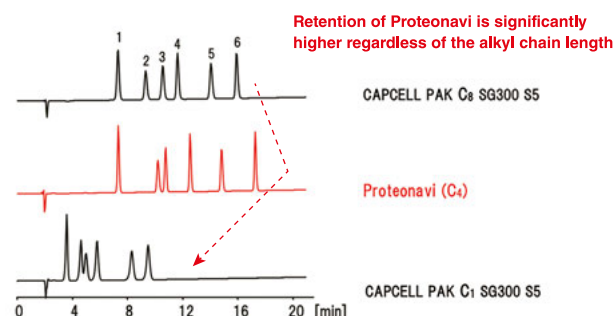 Retention of Proteonavi is significantly
higher regardless of the alkyl chain length
1 2 3 4 5 6
CAPCELL PAK C₈ SG300 S5
Proteonavi (C₄)
CAPCELL PAK C₁ SG300 S5
0 4 8 12 16 20 [min]